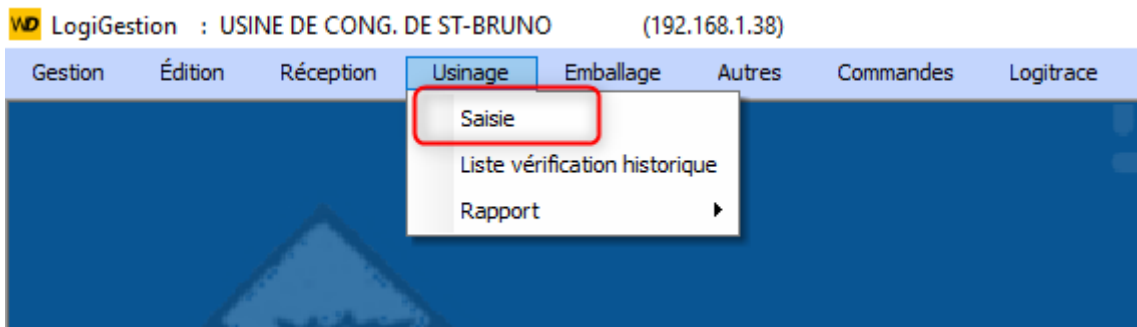 WD LogiGestion : USINE DE CONG. DE ST-BRUNO (192.168.1.38)
Gestion Édition Réception Usinage Emballage Autres Commandes Logitrace
Saisie
Liste vérification historique
Rapport